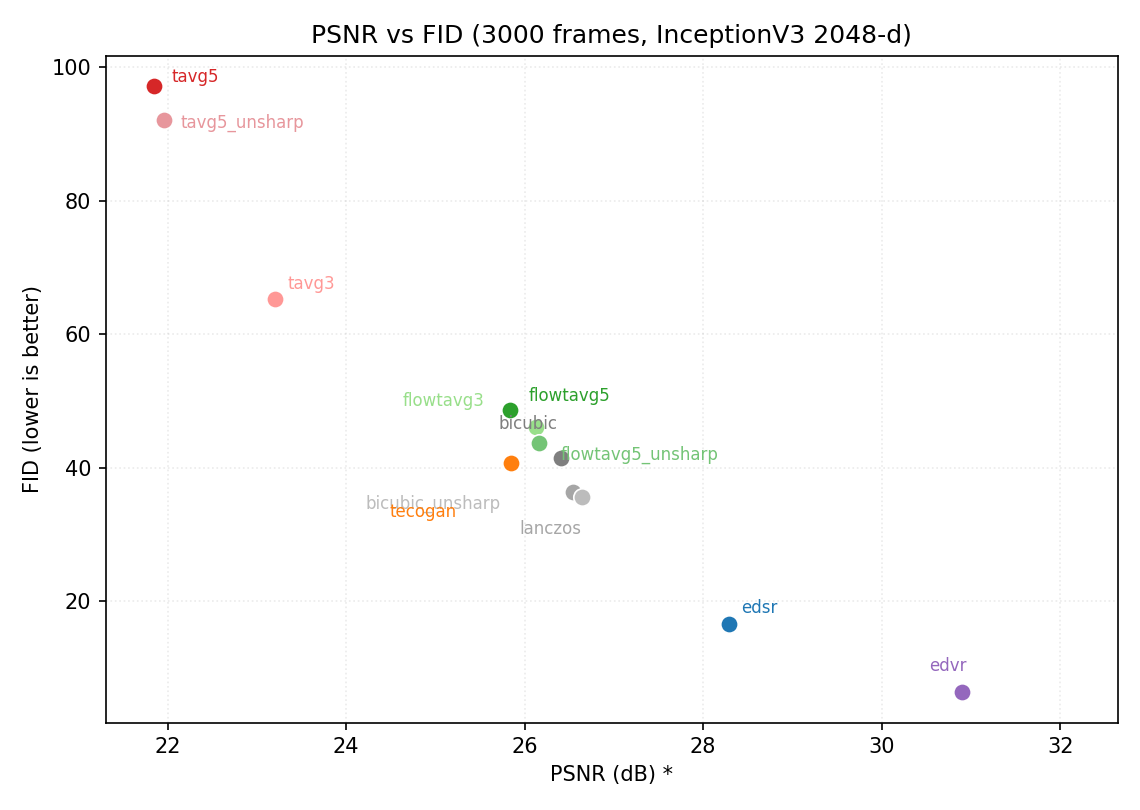 PSNR vs FID (3000 frames, InceptionV3 2048-d)
100
80
60
40
20
FID (lower is better)
tavg5
tavg5_unsharp
tavg3
flowtavg3
flowtavg5
bicubic
flowtavg5_unsharp
bicubic_unsharp
tecogan
lanczos
edsr
edvr
22
24
26
28
30
32
PSNR (dB) *